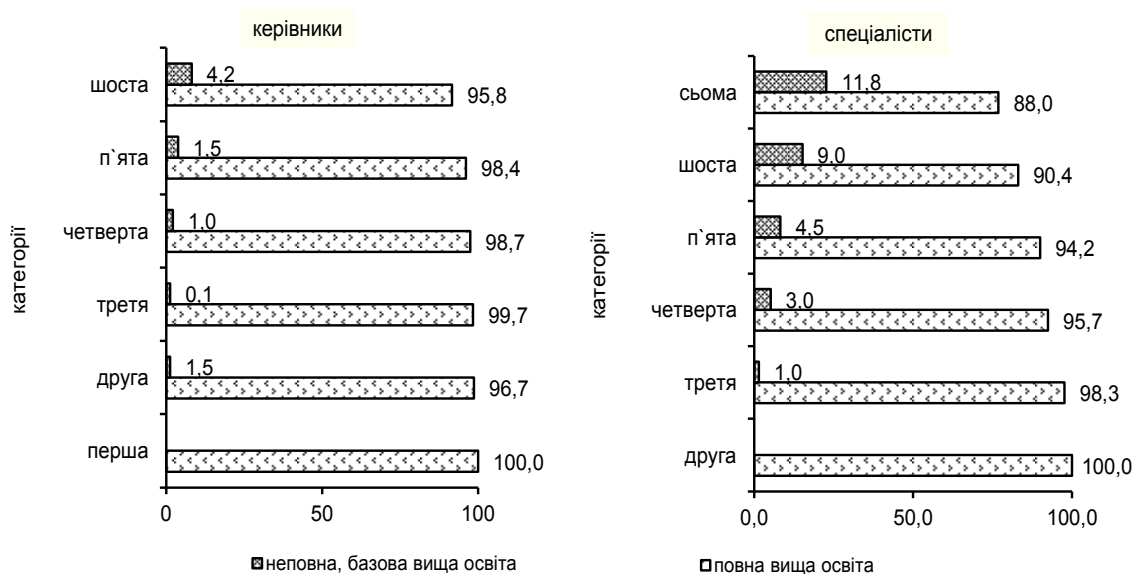 керівники
шоста
4,2
95,8
п`ята
1,5
98,4
четверта
1,0
98,7
третя
0,1
99,7
друга
1,5
96,7
перша
100,0
0
50
100
категорії
спеціалісти
сьома
11,8
88,0
шоста
9,0
90,4
п`ята
4,5
94,2
четверта
3,0
95,7
третя
1,0
98,3
друга
100,0
0,0
50,0
100,0
категорії
неповна, базова вища освіта
повна вища освіта